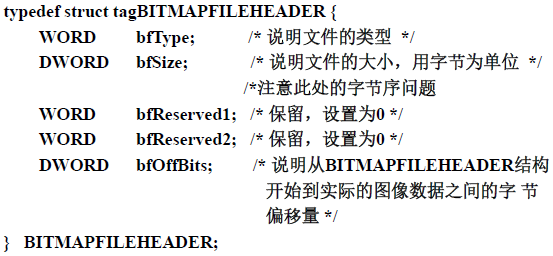 typedef struct tagBITMAPFILEHEADER {
WORD bfType; /* 说明文件的类型 */
DWORD bfSize; /* 说明文件的大小，用字节为单位 */
/*注意此处的字节序问题
WORD bfReserved1; /* 保留，设置为0 */
WORD bfReserved2; /* 保留，设置为0 */
DWORD bfOffBits; /* 说明从BITMAPFILEHEADER结构
开始到实际的图像数据之间的字 节
偏移量 */
} BITMAPFILEHEADER;